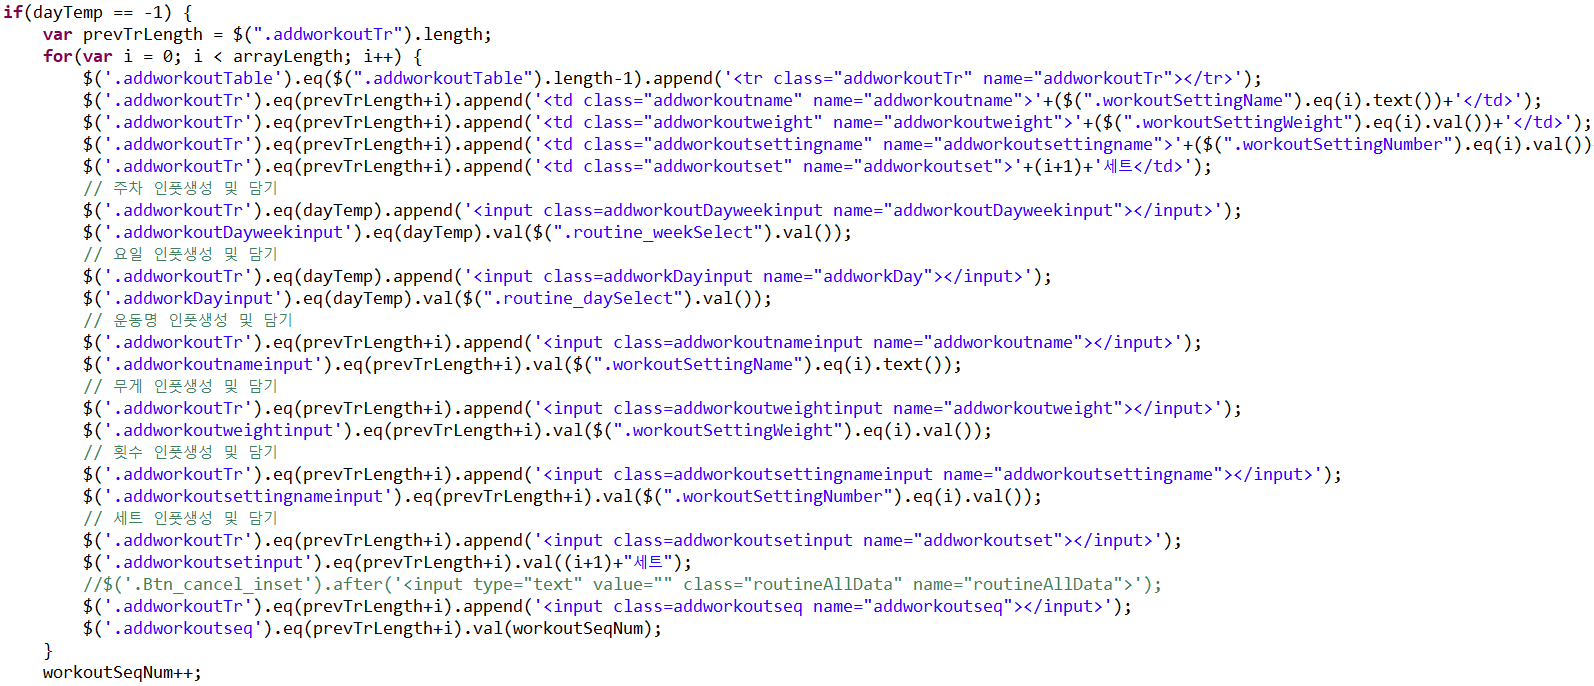 if(dayTemp == -1) {
    var prevTrLength = $(".addworkoutTr").length;
    for(var i = 0; i < arrayLength; i++) {
        $('.addworkoutTable').eq($(".addworkoutTable").length-1).append('<tr class="addworkoutTr" name="addworkoutTr"></tr>');
        $('.addworkoutTr').eq(prevTrLength+i).append('<td class="addworkoutname" name="addworkoutname">'+($(".workoutSettingName").eq(i).text())+'</td>');
        $('.addworkoutTr').eq(prevTrLength+i).append('<td class="addworkoutweight" name="addworkoutweight">'+($(".workoutSettingWeight").eq(i).val())+'</td>');
        $('.addworkoutTr').eq(prevTrLength+i).append('<td class="addworkoutsettingname" name="addworkoutsettingname">'+($(".workoutSettingNumber").eq(i).val())
        $('.addworkoutTr').eq(prevTrLength+i).append('<td class="addworkoutset" name="addworkoutset">'+(i+1)+'세트</td>');
        // 주차 인풋생성 및 담기
        $('.addworkoutTr').eq(dayTemp).append('<input class=addworkoutDayweekinput name="addworkoutDayweekinput"></input>');
        $('.addworkoutDayweekinput').eq(dayTemp).val($(".routine_weekSelect").val());
        // 요일 인풋생성 및 담기
        $('.addworkoutTr').eq(dayTemp).append('<input class=addworkDayinput name="addworkDay"></input>');
        $('.addworkDayinput').eq(dayTemp).val($(".routine_daySelect").val());
        // 운동명 인풋생성 및 담기
        $('.addworkoutTr').eq(prevTrLength+i).append('<input class=addworkoutnameinput name="addworkoutname"></input>');
        $('.addworkoutnameinput').eq(prevTrLength+i).val($(".workoutSettingName").eq(i).text());
        // 무게 인풋생성 및 담기
        $('.addworkoutTr').eq(prevTrLength+i).append('<input class=addworkoutweightinput name="addworkoutweight"></input>');
        $('.addworkoutweightinput').eq(prevTrLength+i).val($(".workoutSettingWeight").eq(i).val());
        // 횟수 인풋생성 및 담기
        $('.addworkoutTr').eq(prevTrLength+i).append('<input class=addworkoutsettingnameinput name="addworkoutsettingname"></input>');
        $('.addworkoutsettingnameinput').eq(prevTrLength+i).val($(".workoutSettingNumber").eq(i).val());
        // 세트 인풋생성 및 담기
        $('.addworkoutTr').eq(prevTrLength+i).append('<input class=addworkoutsetinput name="addworkoutset"></input>');
        $('.addworkoutsetinput').eq(prevTrLength+i).val((i+1)+"세트");
        //$('.Btn_cancel_inset').after('<input type="text" value="" class="routineAllData" name="routineAllData">');
        $('.addworkoutTr').eq(prevTrLength+i).append('<input class=addworkoutseq name="addworkoutseq"></input>');
        $('.addworkoutseq').eq(prevTrLength+i).val(workoutSeqNum);
    }
    workoutSeqNum++;